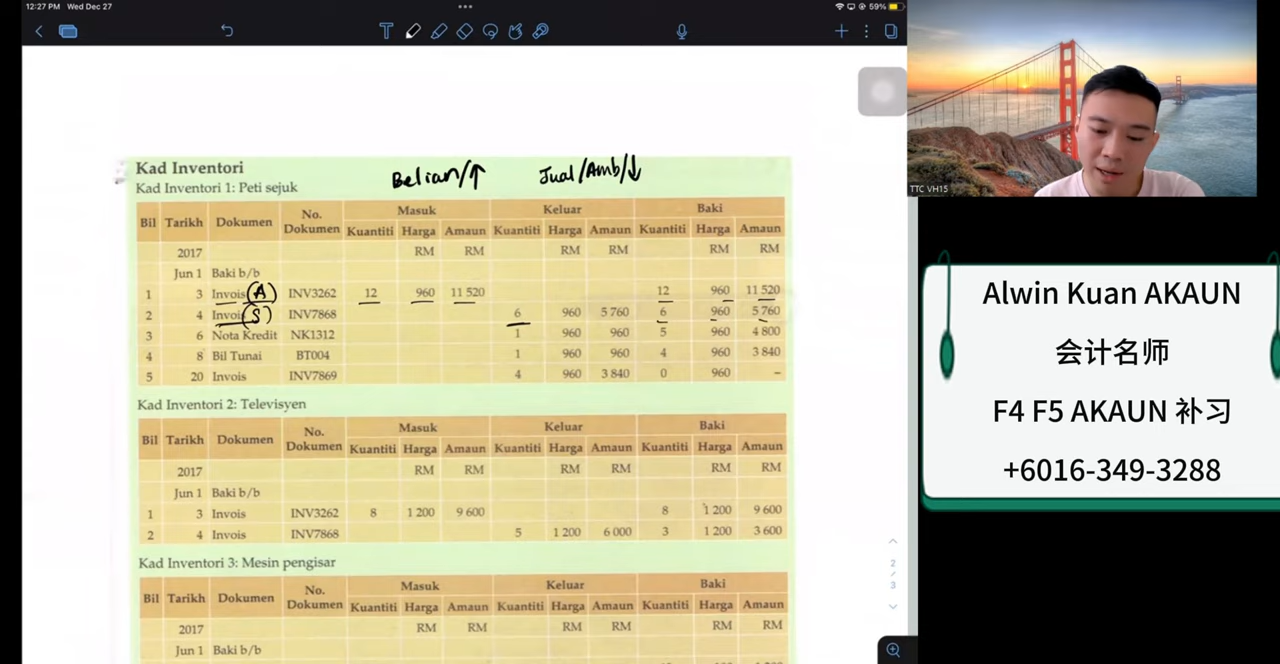 12:27 PM Wed Dec 27
59%
Kad Inventori
Kad Inventori 1: Peti sejuk
Belian/↑ Jual/Amb/↓
Bil Tarikh Dokumen No. Dokumen Masuk Keluar Baki
Kuantiti Harga Amaun Kuantiti Harga Amaun Kuantiti Harga Amaun
2017 RM RM RM RM RM RM
Jun 1 Baki b/b
1 3 Invois (A) INV3262 12 960 11 520 12 960 11 520
2 4 Invois (S) INV7868 6 960 5 760 6 960 5 760
3 6 Nota Kredit NK1312 1 960 960 5 960 4 800
4 8 Bil Tunai BT004 1 960 960 4 960 3 840
5 20 Invois INV7869 4 960 3 840 0 960 –
Kad Inventori 2: Televisyen
Bil Tarikh Dokumen No. Dokumen Masuk Keluar Baki
Kuantiti Harga Amaun Kuantiti Harga Amaun Kuantiti Harga Amaun
2017 RM RM RM RM RM RM
Jun 1 Baki b/b
1 3 Invois INV3262 8 1 200 9 600 8 1 200 9 600
2 4 Invois INV7868 5 1 200 6 000 3 1 200 3 600
Kad Inventori 3: Mesin pengisar
Bil Tarikh Dokumen No. Dokumen Masuk Keluar Baki
Kuantiti Harga Amaun Kuantiti Harga Amaun Kuantiti Harga Amaun
2017 RM RM RM RM RM RM
Jun 1 Baki b/b
2
/
3
TTC VH15
Alwin Kuan AKAUN
会计名师
F4 F5 AKAUN 补习
+6016-349-3288